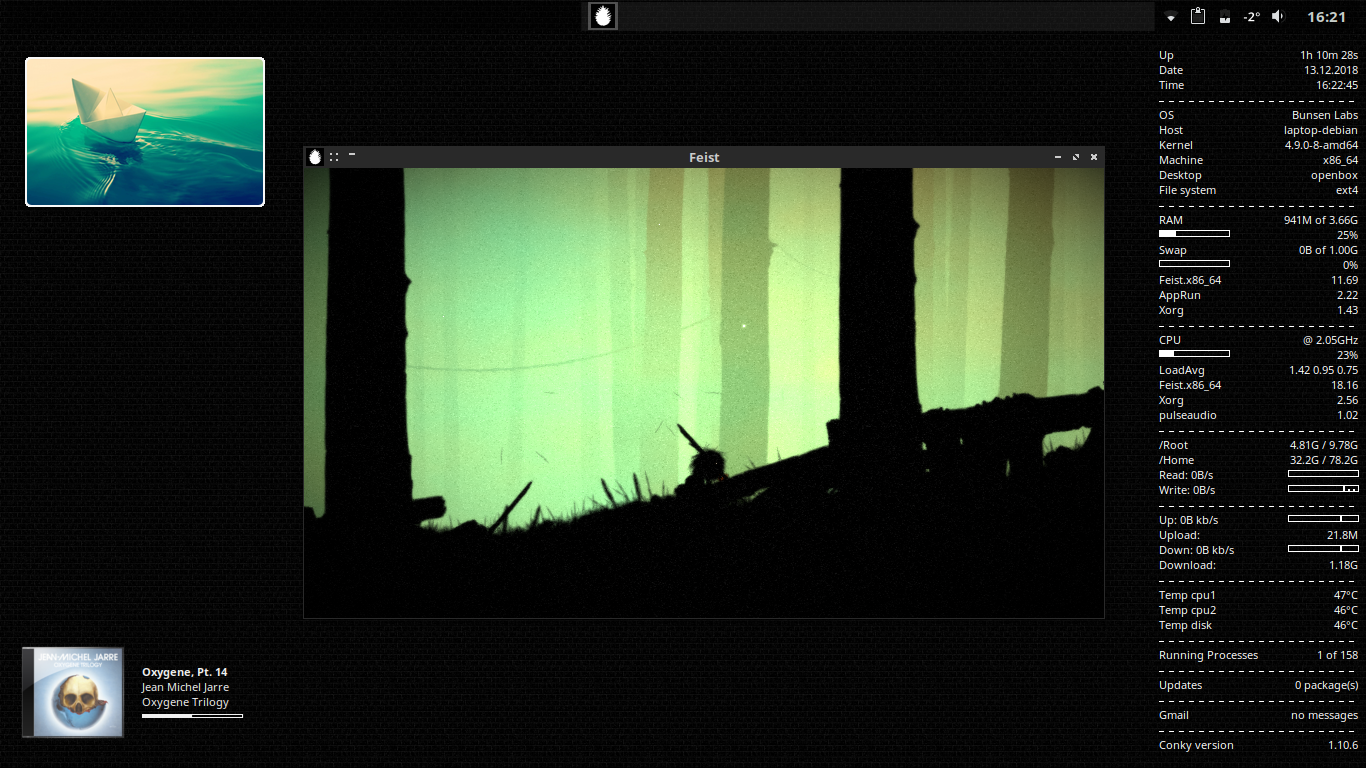 -2° 16:21
Up 1h 10m 28s
Date 13.12.2018
Time 16:22:45
OS Bunsen Labs
Host laptop-debian
Kernel 4.9.0-8-amd64
Machine x86_64
Desktop openbox
File system ext4
RAM 941M of 3.66G
25%
Swap 0B of 1.00G
0%
Feist.x86_64 11.69
AppRun 2.22
Xorg 1.43
CPU @ 2.05GHz
23%
LoadAvg 1.42 0.95 0.75
Feist.x86_64 18.16
Xorg 2.56
pulseaudio 1.02
/Root 4.81G / 9.78G
/Home 32.2G / 78.2G
Read: 0B/s
Write: 0B/s
Up: 0B kb/s
Upload: 21.8M
Down: 0B kb/s
Download: 1.18G
Temp cpu1 47°C
Temp cpu2 46°C
Temp disk 46°C
Running Processes 1 of 158
Updates 0 package(s)
Gmail no messages
Conky version 1.10.6
Feist
JEAN-MICHEL JARRE
OXYGENE TRILOGY
Oxygene, Pt. 14
Jean Michel Jarre
Oxygene Trilogy